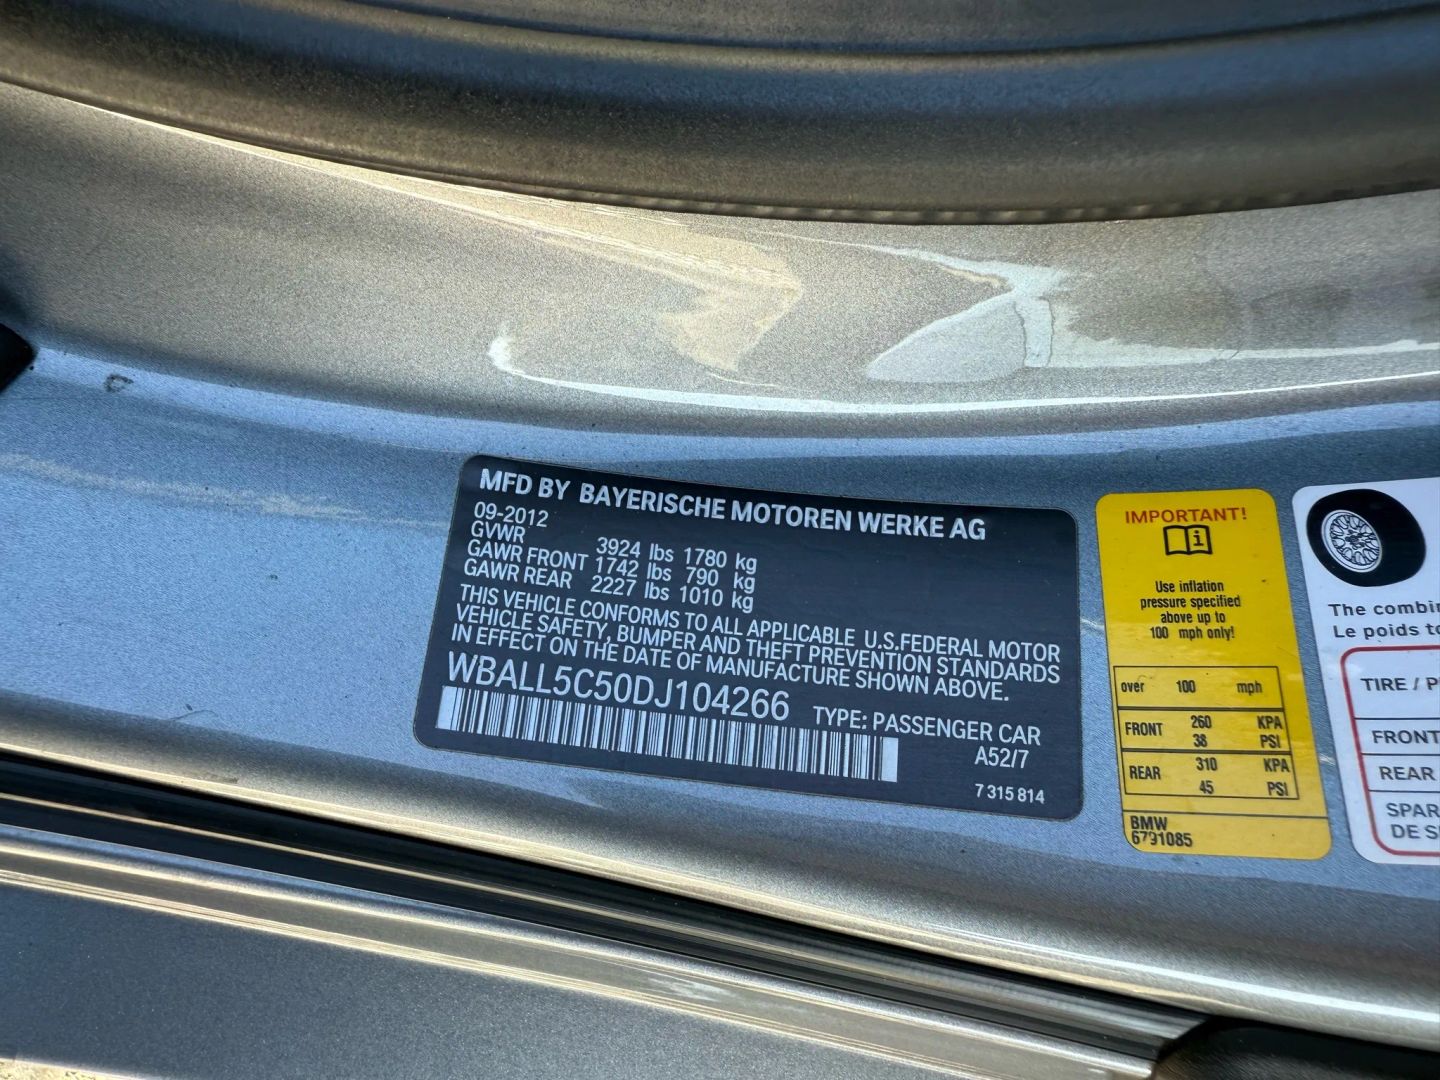 MFD BY BAYERISCHE MOTOREN WERKE AG
09-2012
GVWR 3924 lbs 1780 kg
GAWR FRONT 1742 lbs 790 kg
GAWR REAR 2227 lbs 1010 kg
THIS VEHICLE CONFORMS TO ALL APPLICABLE U.S.FEDERAL MOTOR
VEHICLE SAFETY, BUMPER AND THEFT PREVENTION STANDARDS
IN EFFECT ON THE DATE OF MANUFACTURE SHOWN ABOVE.
WBALL5C50DJ104266
TYPE: PASSENGER CAR
A52/7
7 315 814
IMPORTANT!
i
Use inflation
pressure specified
above up to
100 mph only!
over 100 mph
FRONT 260 KPA
38 PSI
REAR 310 KPA
45 PSI
BMW
6791085
The combin
Le poids to
TIRE / P
FRONT
REAR
SPAR
DE S